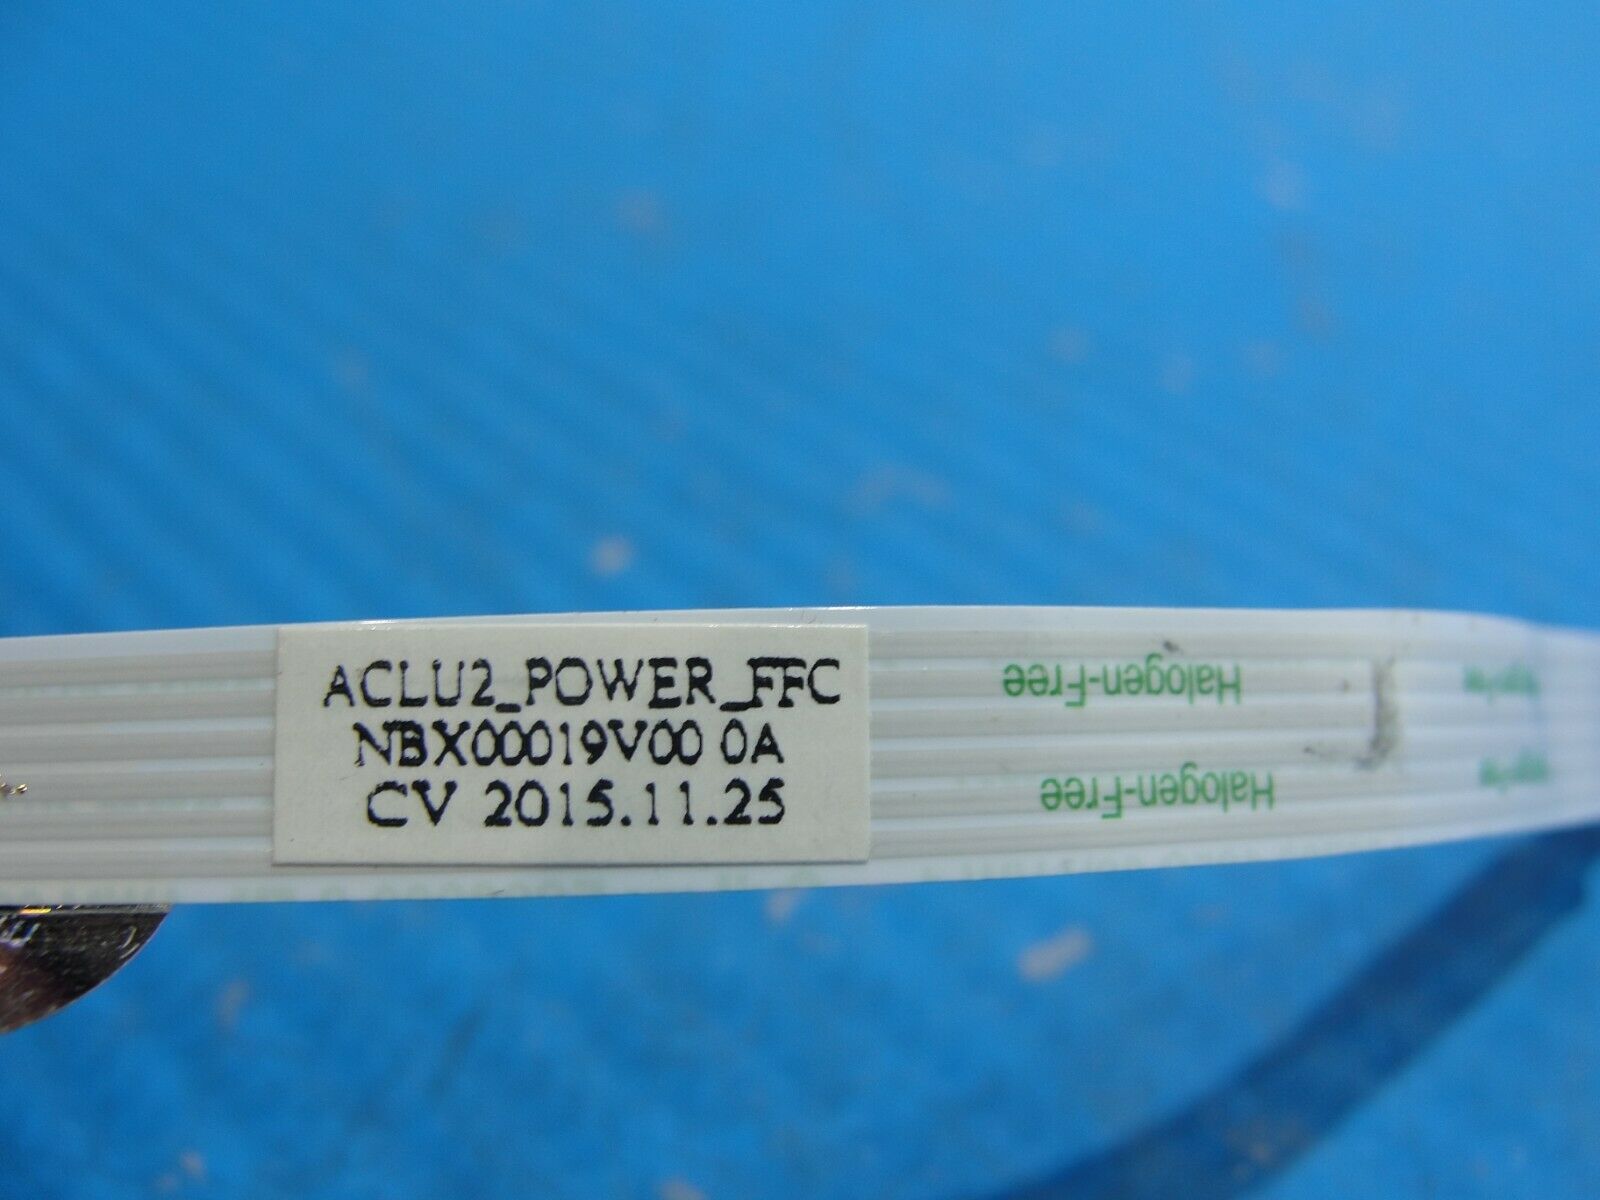 ACLU2_POWER_FFC
NBX00019V00 0A
CV 2015.11.25
Halogen-Free
Halogen-Free